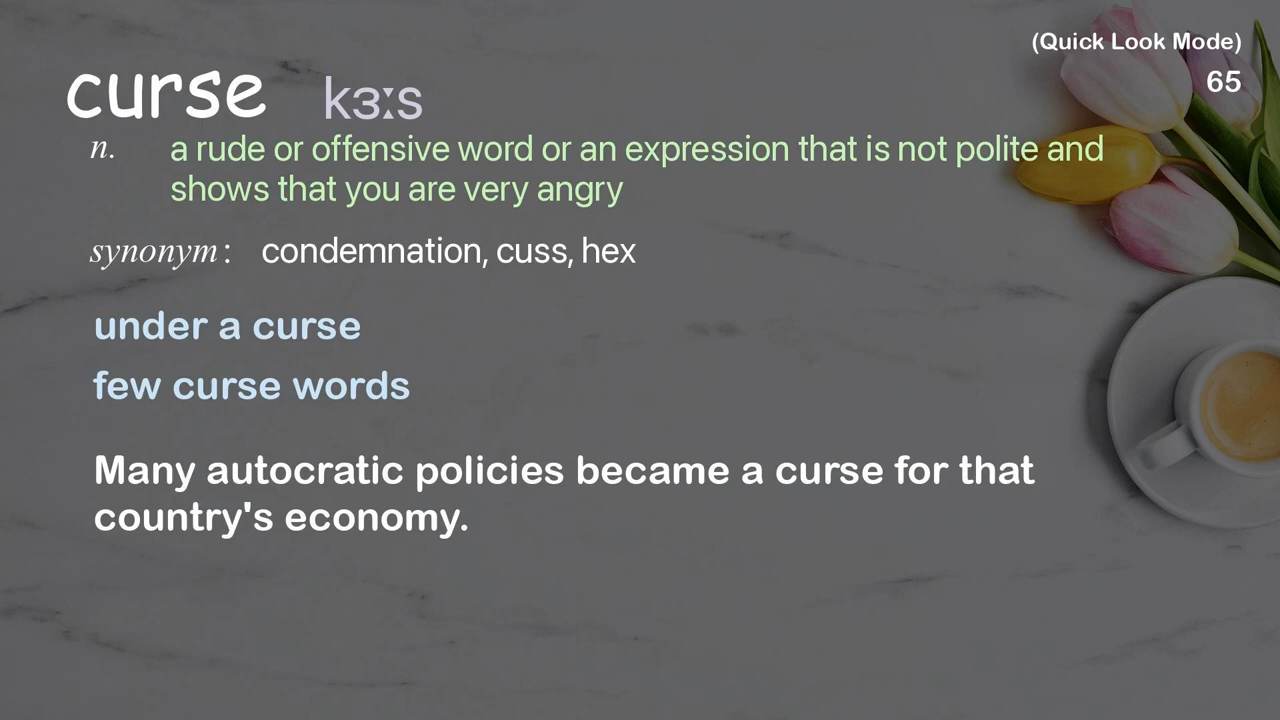 (Quick Look Mode)
65
curse kɜːs
n. a rude or offensive word or an expression that is not polite and
shows that you are very angry
synonym: condemnation, cuss, hex
under a curse
few curse words
Many autocratic policies became a curse for that
country's economy.